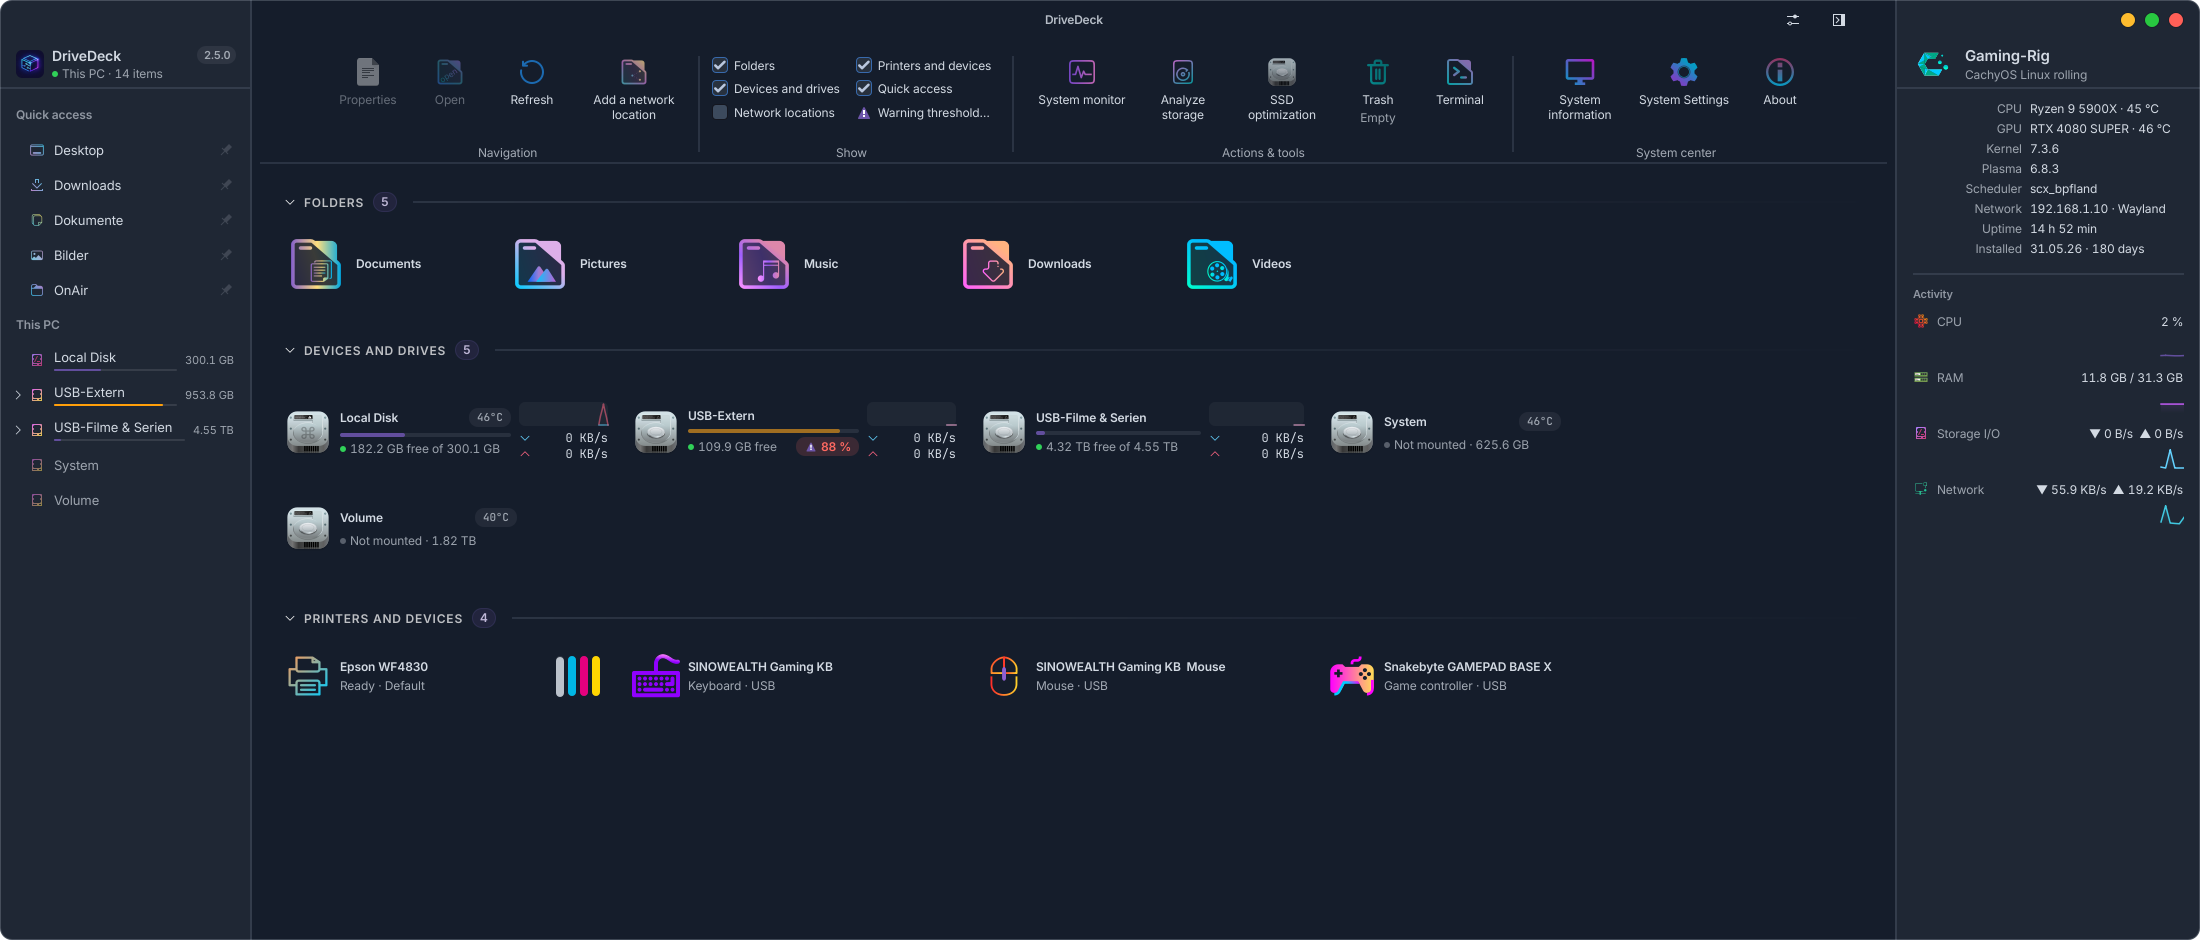 DriveDeck
DriveDeck
2.5.0
This PC · 14 items
Quick access
Desktop
Downloads
Dokumente
Bilder
OnAir
This PC
Local Disk
300.1 GB
USB-Extern
953.8 GB
USB-Filme & Serien
4.55 TB
System
Volume
Properties
Open
Refresh
Add a network
location
Navigation
Folders
Printers and devices
Devices and drives
Quick access
Network locations
Warning threshold...
Show
System monitor
Analyze
storage
SSD
optimization
Trash
Empty
Terminal
Actions & tools
System
information
System Settings
About
System center
FOLDERS 5
Documents
Pictures
Music
Downloads
Videos
DEVICES AND DRIVES 5
Local Disk
46°C
182.2 GB free of 300.1 GB
0 KB/s
0 KB/s
USB-Extern
109.9 GB free
88 %
0 KB/s
0 KB/s
USB-Filme & Serien
4.32 TB free of 4.55 TB
0 KB/s
0 KB/s
System
46°C
Not mounted · 625.6 GB
Volume
40°C
Not mounted · 1.82 TB
PRINTERS AND DEVICES 4
Epson WF4830
Ready · Default
SINOWEALTH Gaming KB
Keyboard · USB
SINOWEALTH Gaming KB Mouse
Mouse · USB
Snakebyte GAMEPAD BASE X
Game controller · USB
Gaming-Rig
CachyOS Linux rolling
CPU Ryzen 9 5900X · 45 °C
GPU RTX 4080 SUPER · 46 °C
Kernel 7.3.6
Plasma 6.8.3
Scheduler scx_bpfland
Network 192.168.1.10 · Wayland
Uptime 14 h 52 min
Installed 31.05.26 · 180 days
Activity
CPU 2 %
RAM 11.8 GB / 31.3 GB
Storage I/O ▼ 0 B/s ▲ 0 B/s
Network ▼ 55.9 KB/s ▲ 19.2 KB/s